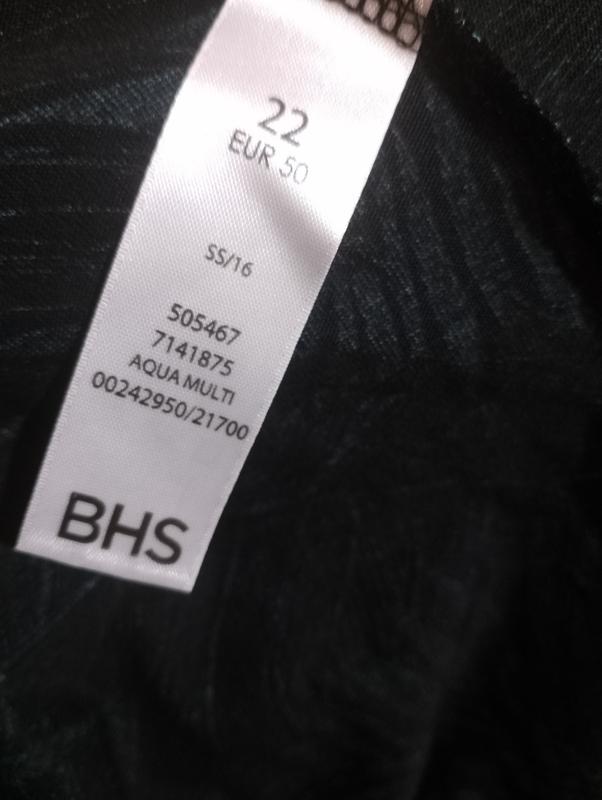 22
EUR 50
SS/16
505467
7141875
AQUA MULTI
00242950/21700
BHS